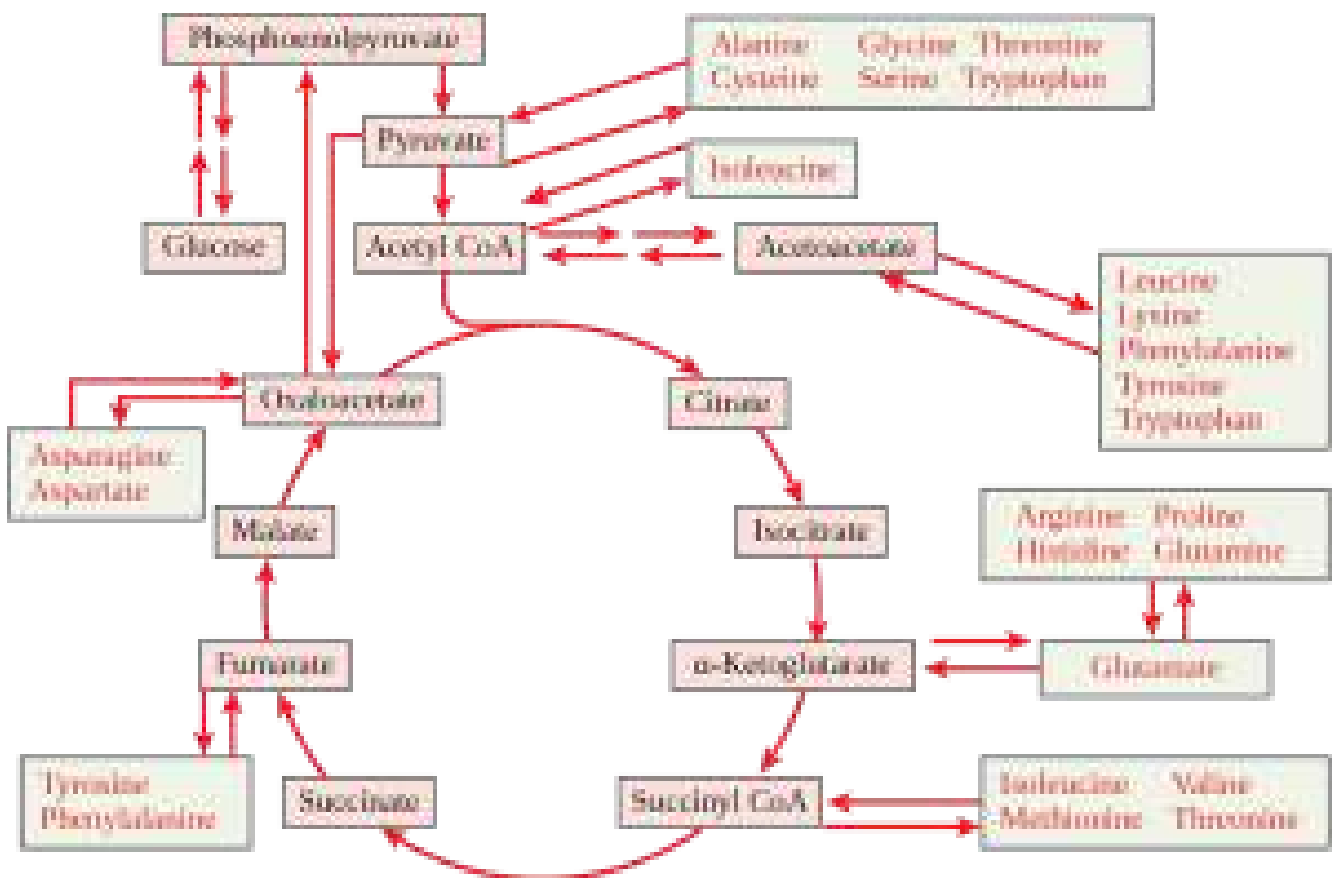 Phosphoenolpyruvate
Alanine Glycine Threonine
Cysteine Serine Tryptophan
Pyruvate
Isoleucine
Glucose
Acetyl CoA
Acetoacetate
Leucine
Lysine
Phenylalanine
Tyrosine
Tryptophan
Oxaloacetate
Citrate
Asparagine
Aspartate
Malate
Isocitrate
Arginine Proline
Histidine Glutamine
Fumarate
α-Ketoglutarate
Glutamate
Tyrosine
Phenylalanine
Succinate
Succinyl CoA
Isoleucine Valine
Methionine Threonine